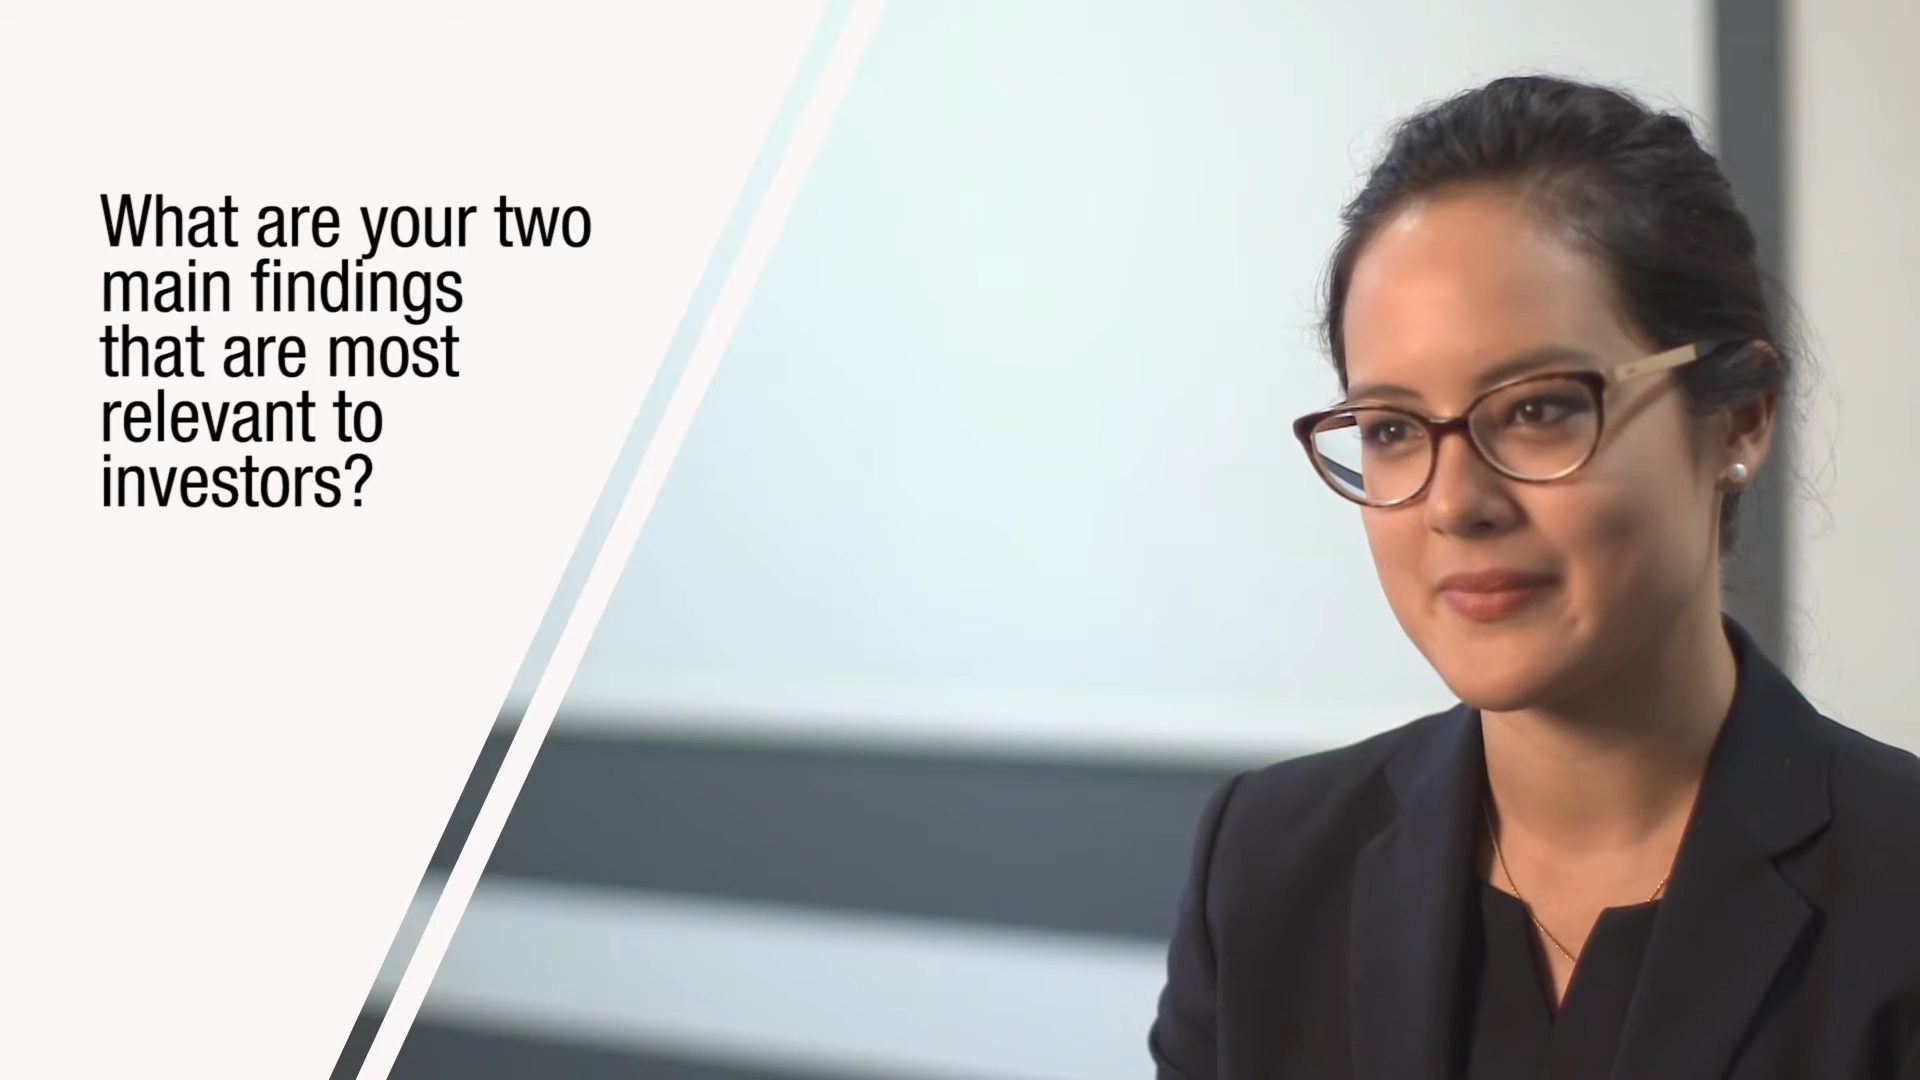 What are your two
main findings
that are most
relevant to
investors?